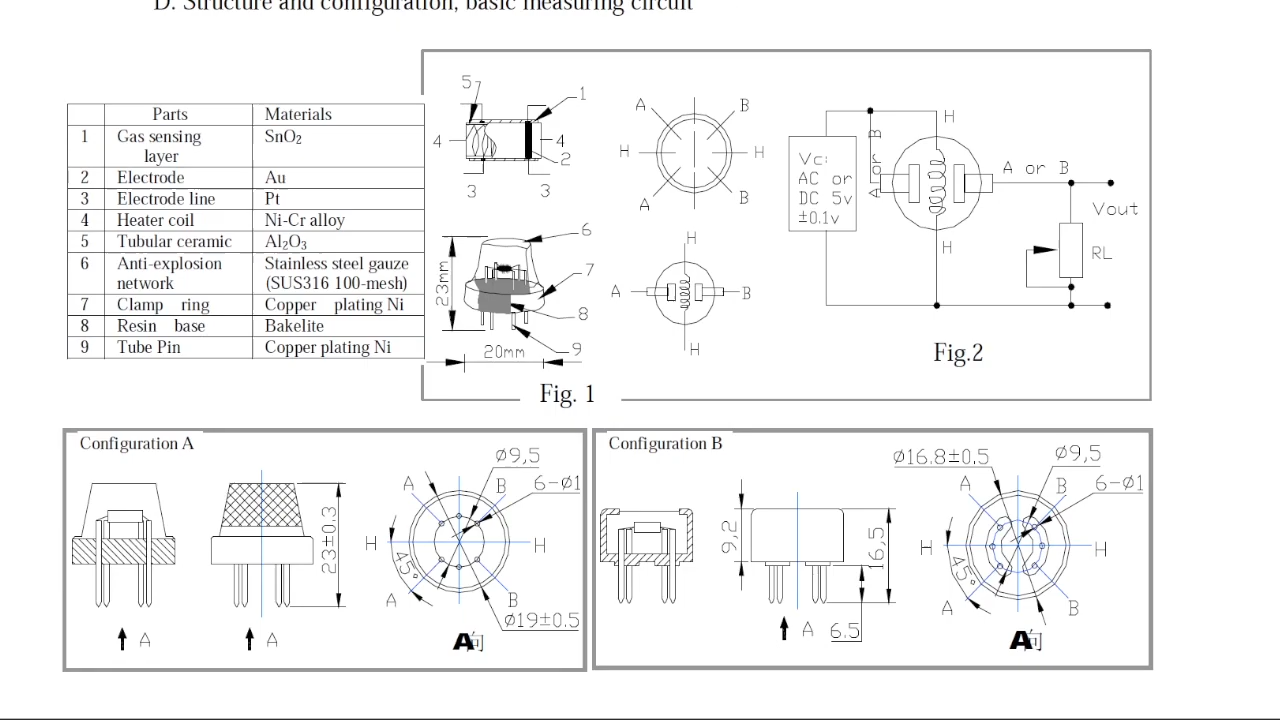 D. Structure and configuration, basic measuring circuit
Parts Materials
1 Gas sensing layer SnO2
2 Electrode Au
3 Electrode line Pt
4 Heater coil Ni-Cr alloy
5 Tubular ceramic Al2O3
6 Anti-explosion network Stainless steel gauze (SUS316 100-mesh)
7 Clamp ring Copper plating Ni
8 Resin base Bakelite
9 Tube Pin Copper plating Ni
5
1
4
4
2
3
3
6
7
8
9
23mm
20mm
Fig. 1
A
B
H
H
A
B
H
A
B
H
Vc:
AC or
DC 5v
±0.1v
A or B
H
H
A or B
Vout
RL
Fig.2
Configuration A
23±0.3
A
A
Ø9,5
6-Ø1
A
B
H
H
45°
A
B
Ø19±0.5
A向
Configuration B
9,2
16,5
6.5
A
Ø16.8±0.5
Ø9,5
6-Ø1
A
B
H
H
45°
A
B
A向